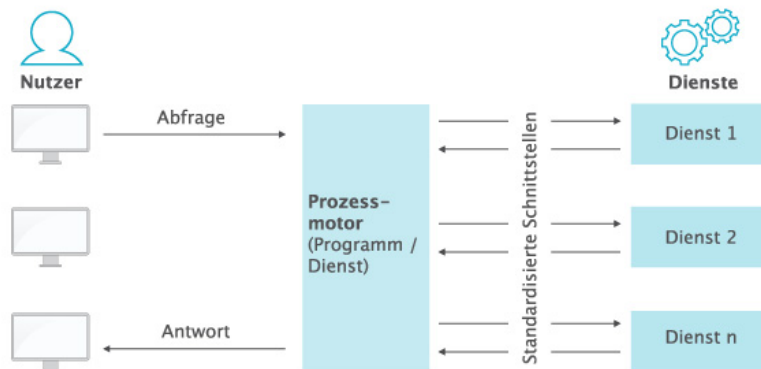 Nutzer
Dienste
Abfrage
Prozess-
motor
(Programm /
Dienst)
Antwort
Standardisierte Schnittstellen
Dienst 1
Dienst 2
Dienst n